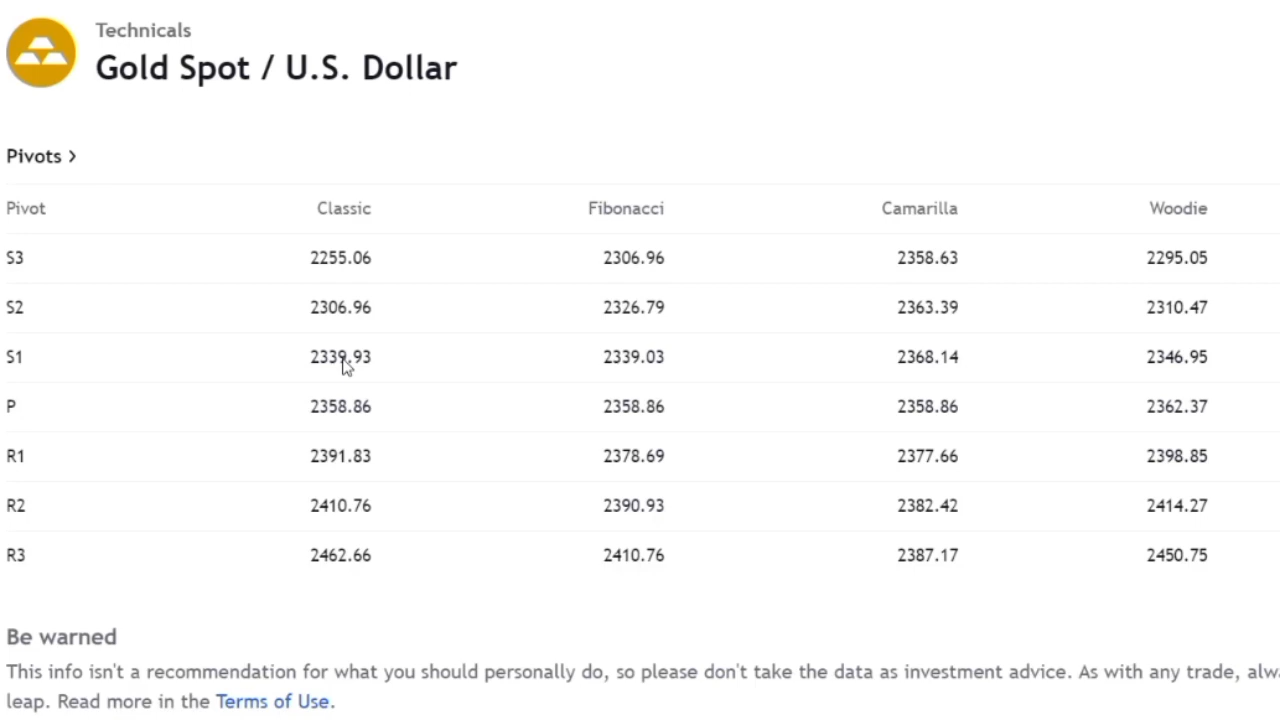 Technicals
Gold Spot / U.S. Dollar
Pivots >
Pivot Classic Fibonacci Camarilla Woodie
S3 2255.06 2306.96 2358.63 2295.05
S2 2306.96 2326.79 2363.39 2310.47
S1 2339.93 2339.03 2368.14 2346.95
P 2358.86 2358.86 2358.86 2362.37
R1 2391.83 2378.69 2377.66 2398.85
R2 2410.76 2390.93 2382.42 2414.27
R3 2462.66 2410.76 2387.17 2450.75
Be warned
This info isn't a recommendation for what you should personally do, so please don't take the data as investment advice. As with any trade,
leap. Read more in the Terms of Use.